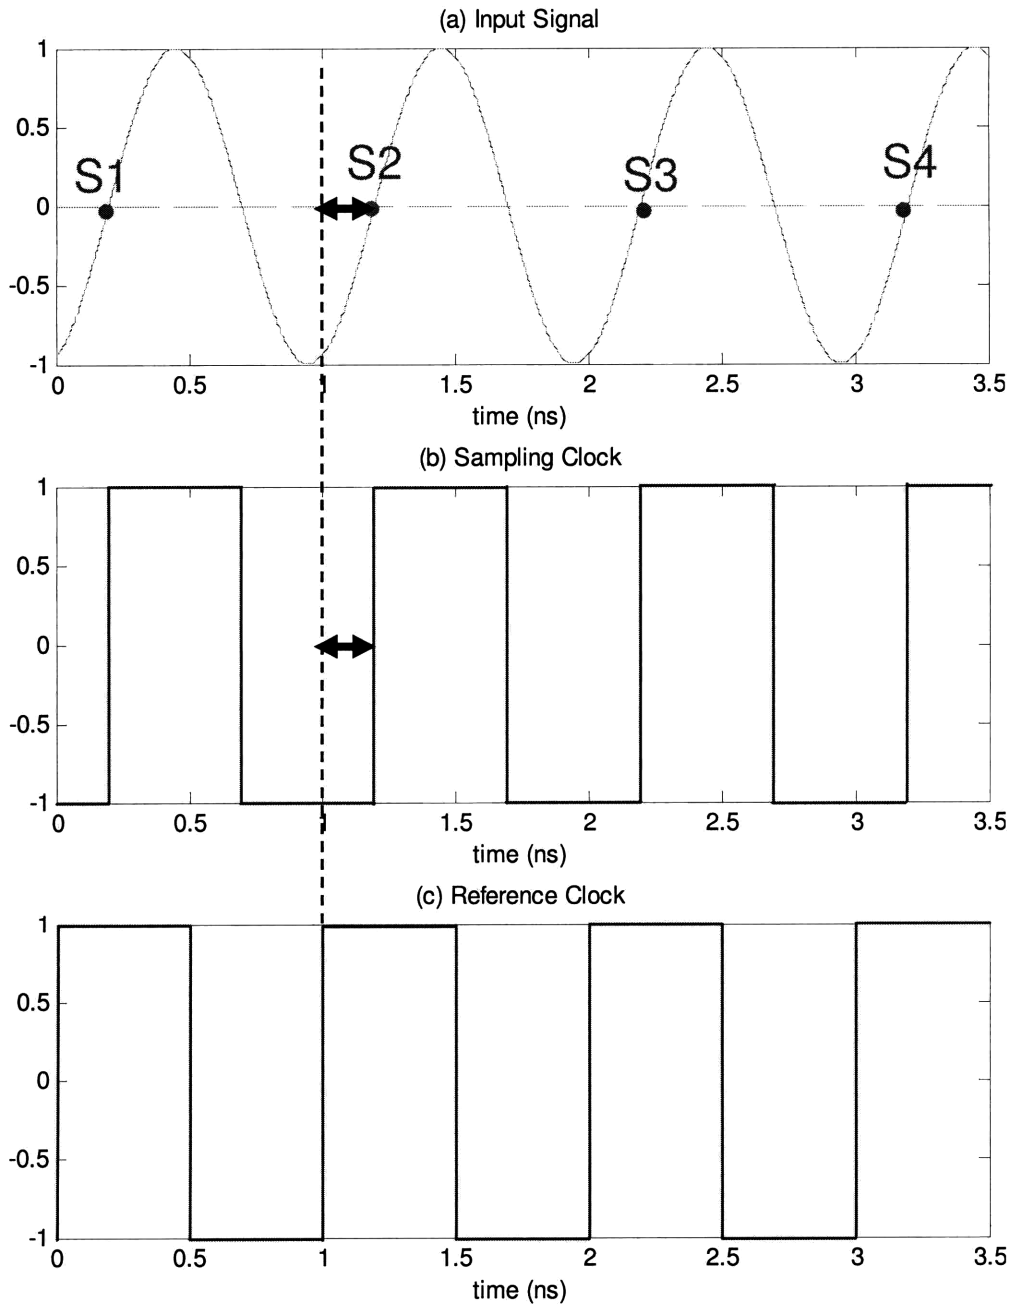 (a) Input Signal
1
0.5
0
-0.5
-1
S1
S2
S3
S4
0 0.5 1 1.5 2 2.5 3 3.5
time (ns)
(b) Sampling Clock
1
0.5
0
-0.5
-1
0 0.5 1 1.5 2 2.5 3 3.5
time (ns)
(c) Reference Clock
1
0.5
0
-0.5
-1
0 0.5 1 1.5 2 2.5 3 3.5
time (ns)